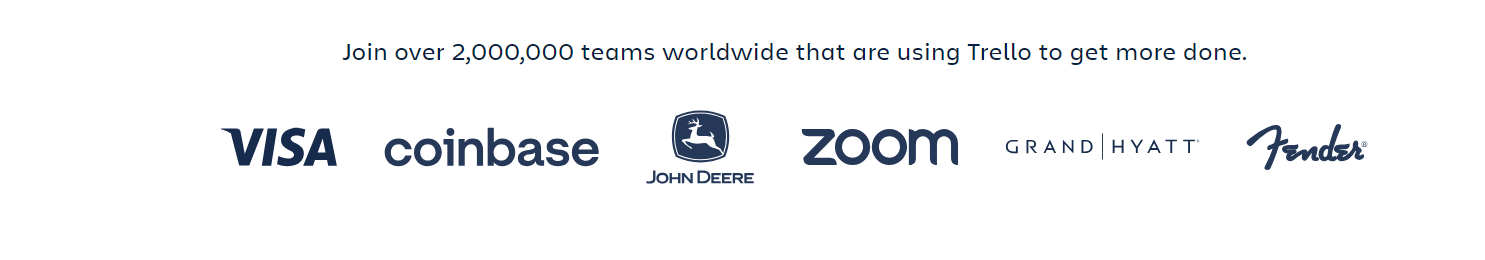 Join over 2,000,000 teams worldwide that are using Trello to get more done.
VISA coinbase JOHN DEERE zoom GRAND | HYATT® Fender®